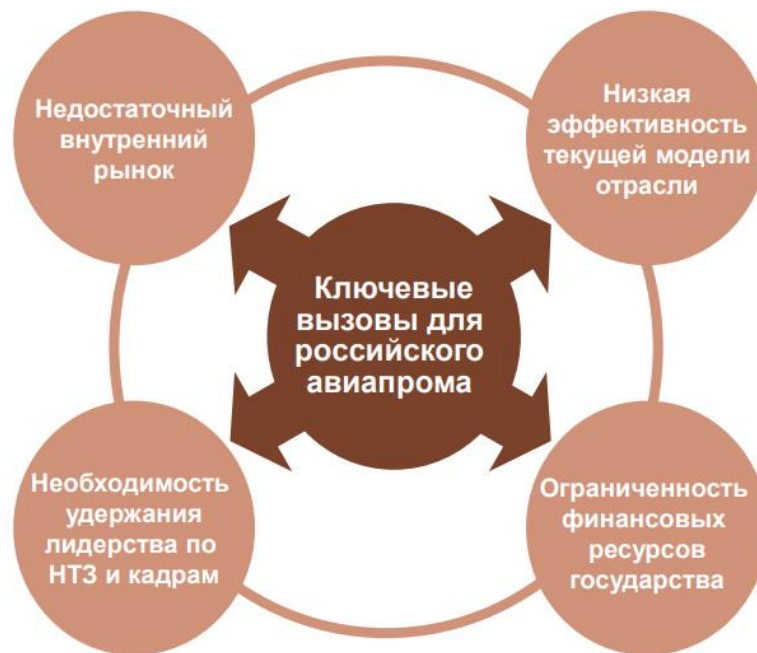 Недостаточный
внутренний
рынок
Низкая
эффективность
текущей модели
отрасли
Ключевые
вызовы для
российского
авиапрома
Необходимость
удержания
лидерства по
НТЗ и кадрам
Ограниченность
финансовых
ресурсов
государства